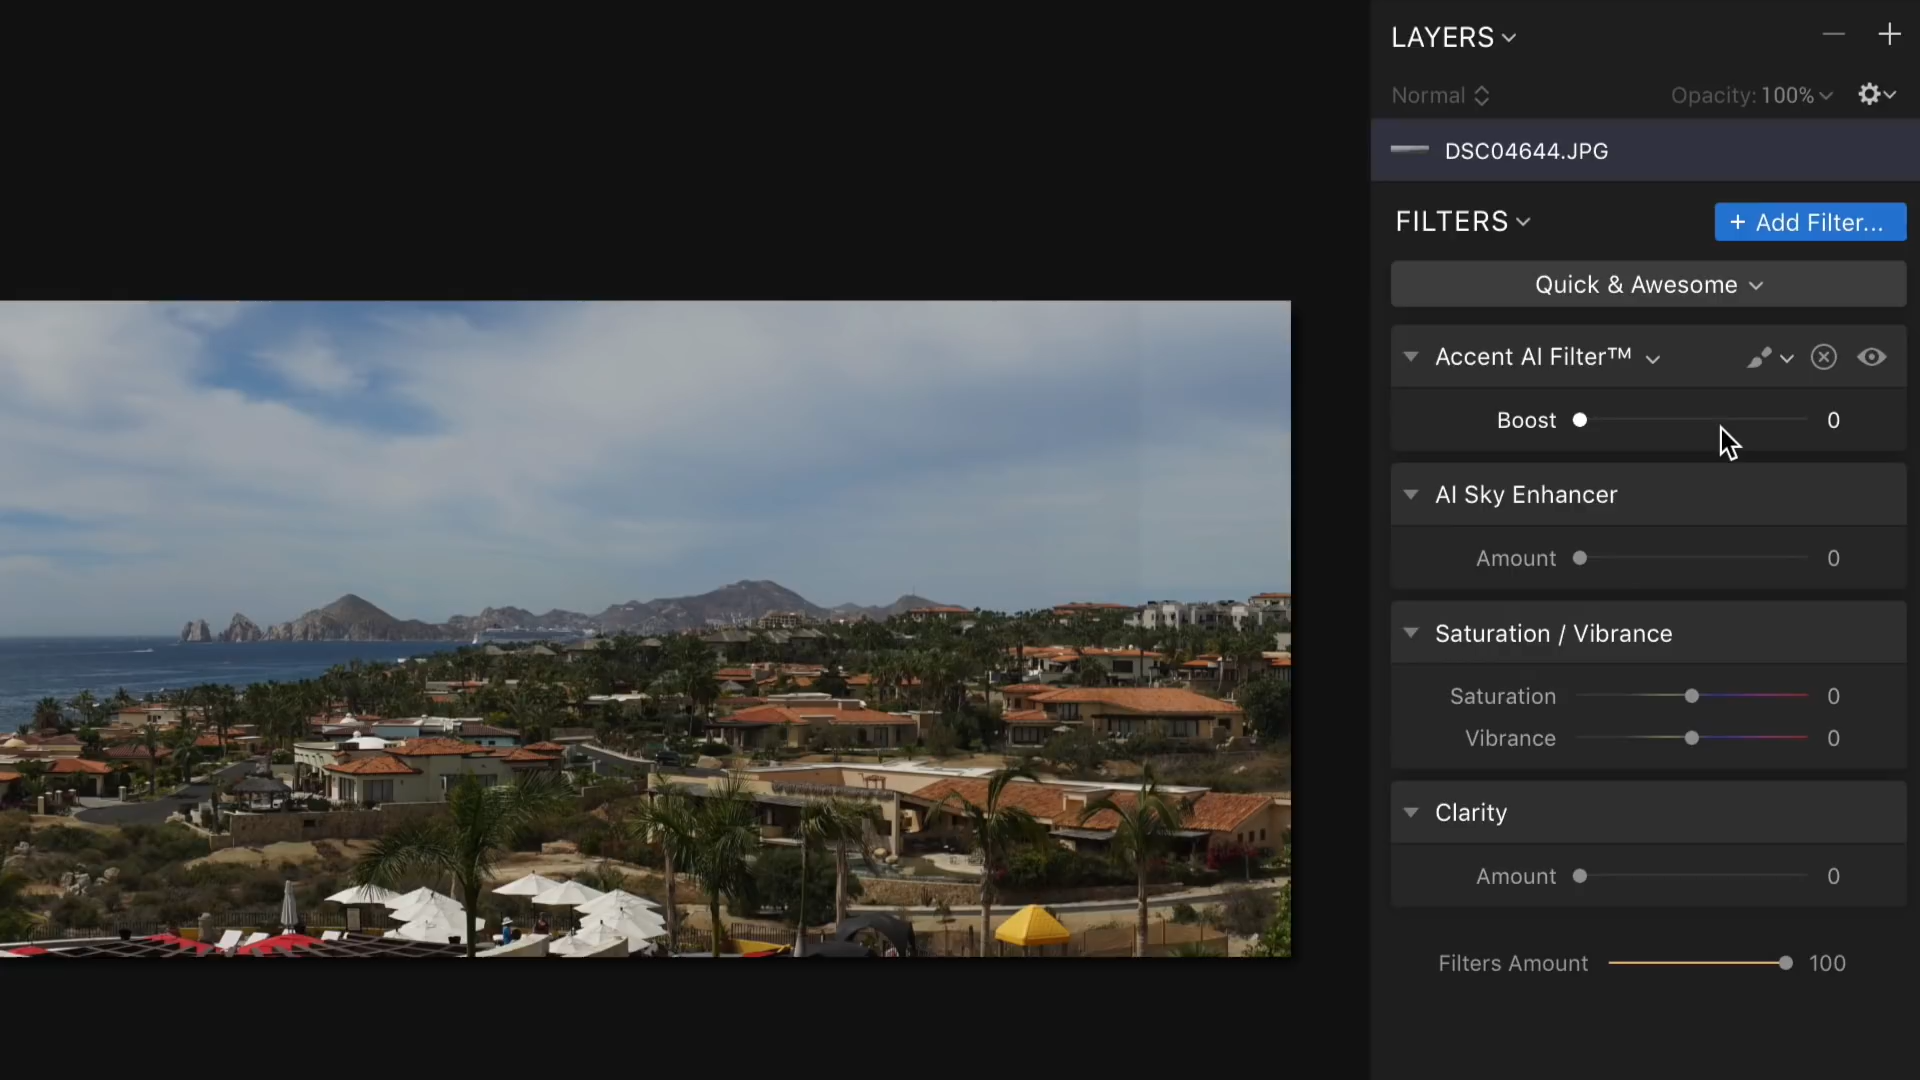 LAYERS
Normal
Opacity: 100%
DSC04644.JPG
FILTERS
+ Add Filter...
Quick & Awesome
Accent AI Filter™
Boost 0
AI Sky Enhancer
Amount 0
Saturation / Vibrance
Saturation 0
Vibrance 0
Clarity
Amount 0
Filters Amount 100